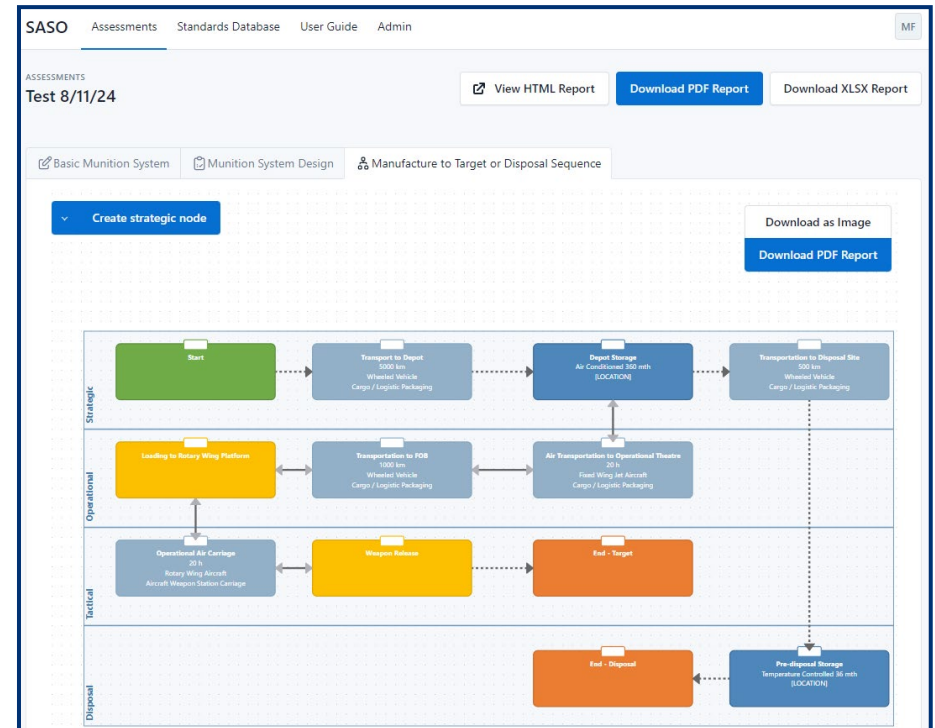 SASO Assessments Standards Database User Guide Admin MF
ASSESSMENTS
Test 8/11/24
View HTML Report
Download PDF Report
Download XLSX Report
Basic Munition System
Munition System Design
Manufacture to Target or Disposal Sequence
Create strategic node
Download as Image
Download PDF Report
Strategic
Start
Transport to Depot
5000 km
Wheeled Vehicle
Cargo / Logistic Packaging
Depot Storage
Air Conditioned 360 mth
[LOCATION]
Transportation to Disposal Site
500 km
Wheeled Vehicle
Cargo / Logistic Packaging
Operational
Loading to Rotary Wing Platform
Transportation to FOB
1000 km
Wheeled Vehicle
Cargo / Logistic Packaging
Air Transportation to Operational Theatre
20 h
Fixed Wing Jet Aircraft
Cargo / Logistic Packaging
Tactical
Operational Air Carriage
20 h
Rotary Wing Aircraft
Aircraft Weapon Station Carriage
Weapon Release
End - Target
Disposal
End - Disposal
Pre-disposal Storage
Temperature Controlled 36 mth
[LOCATION]